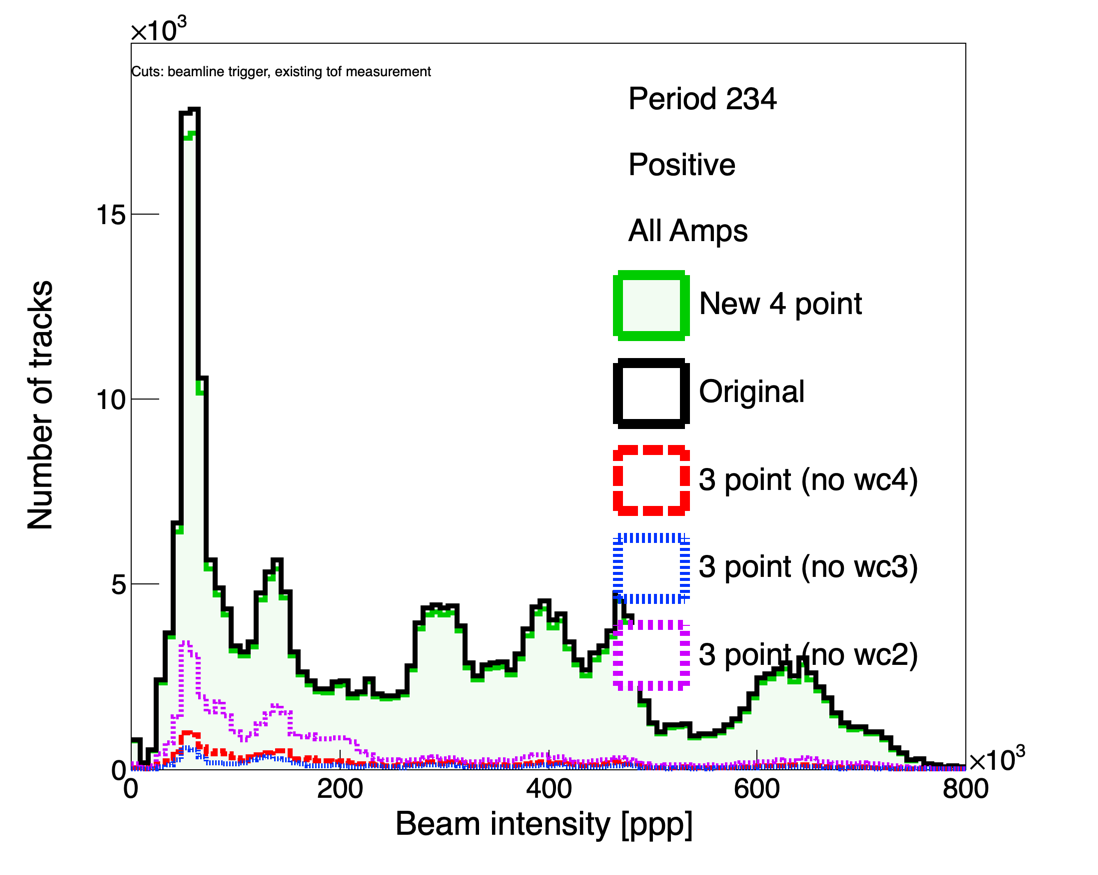 ×10³
Cuts: beamline trigger, existing tof measurement
Period 234
Positive
All Amps
New 4 point
Original
3 point (no wc4)
3 point (no wc3)
3 point (no wc2)
Number of tracks
15
10
5
0
0 200 400 600 800
×10³
Beam intensity [ppp]